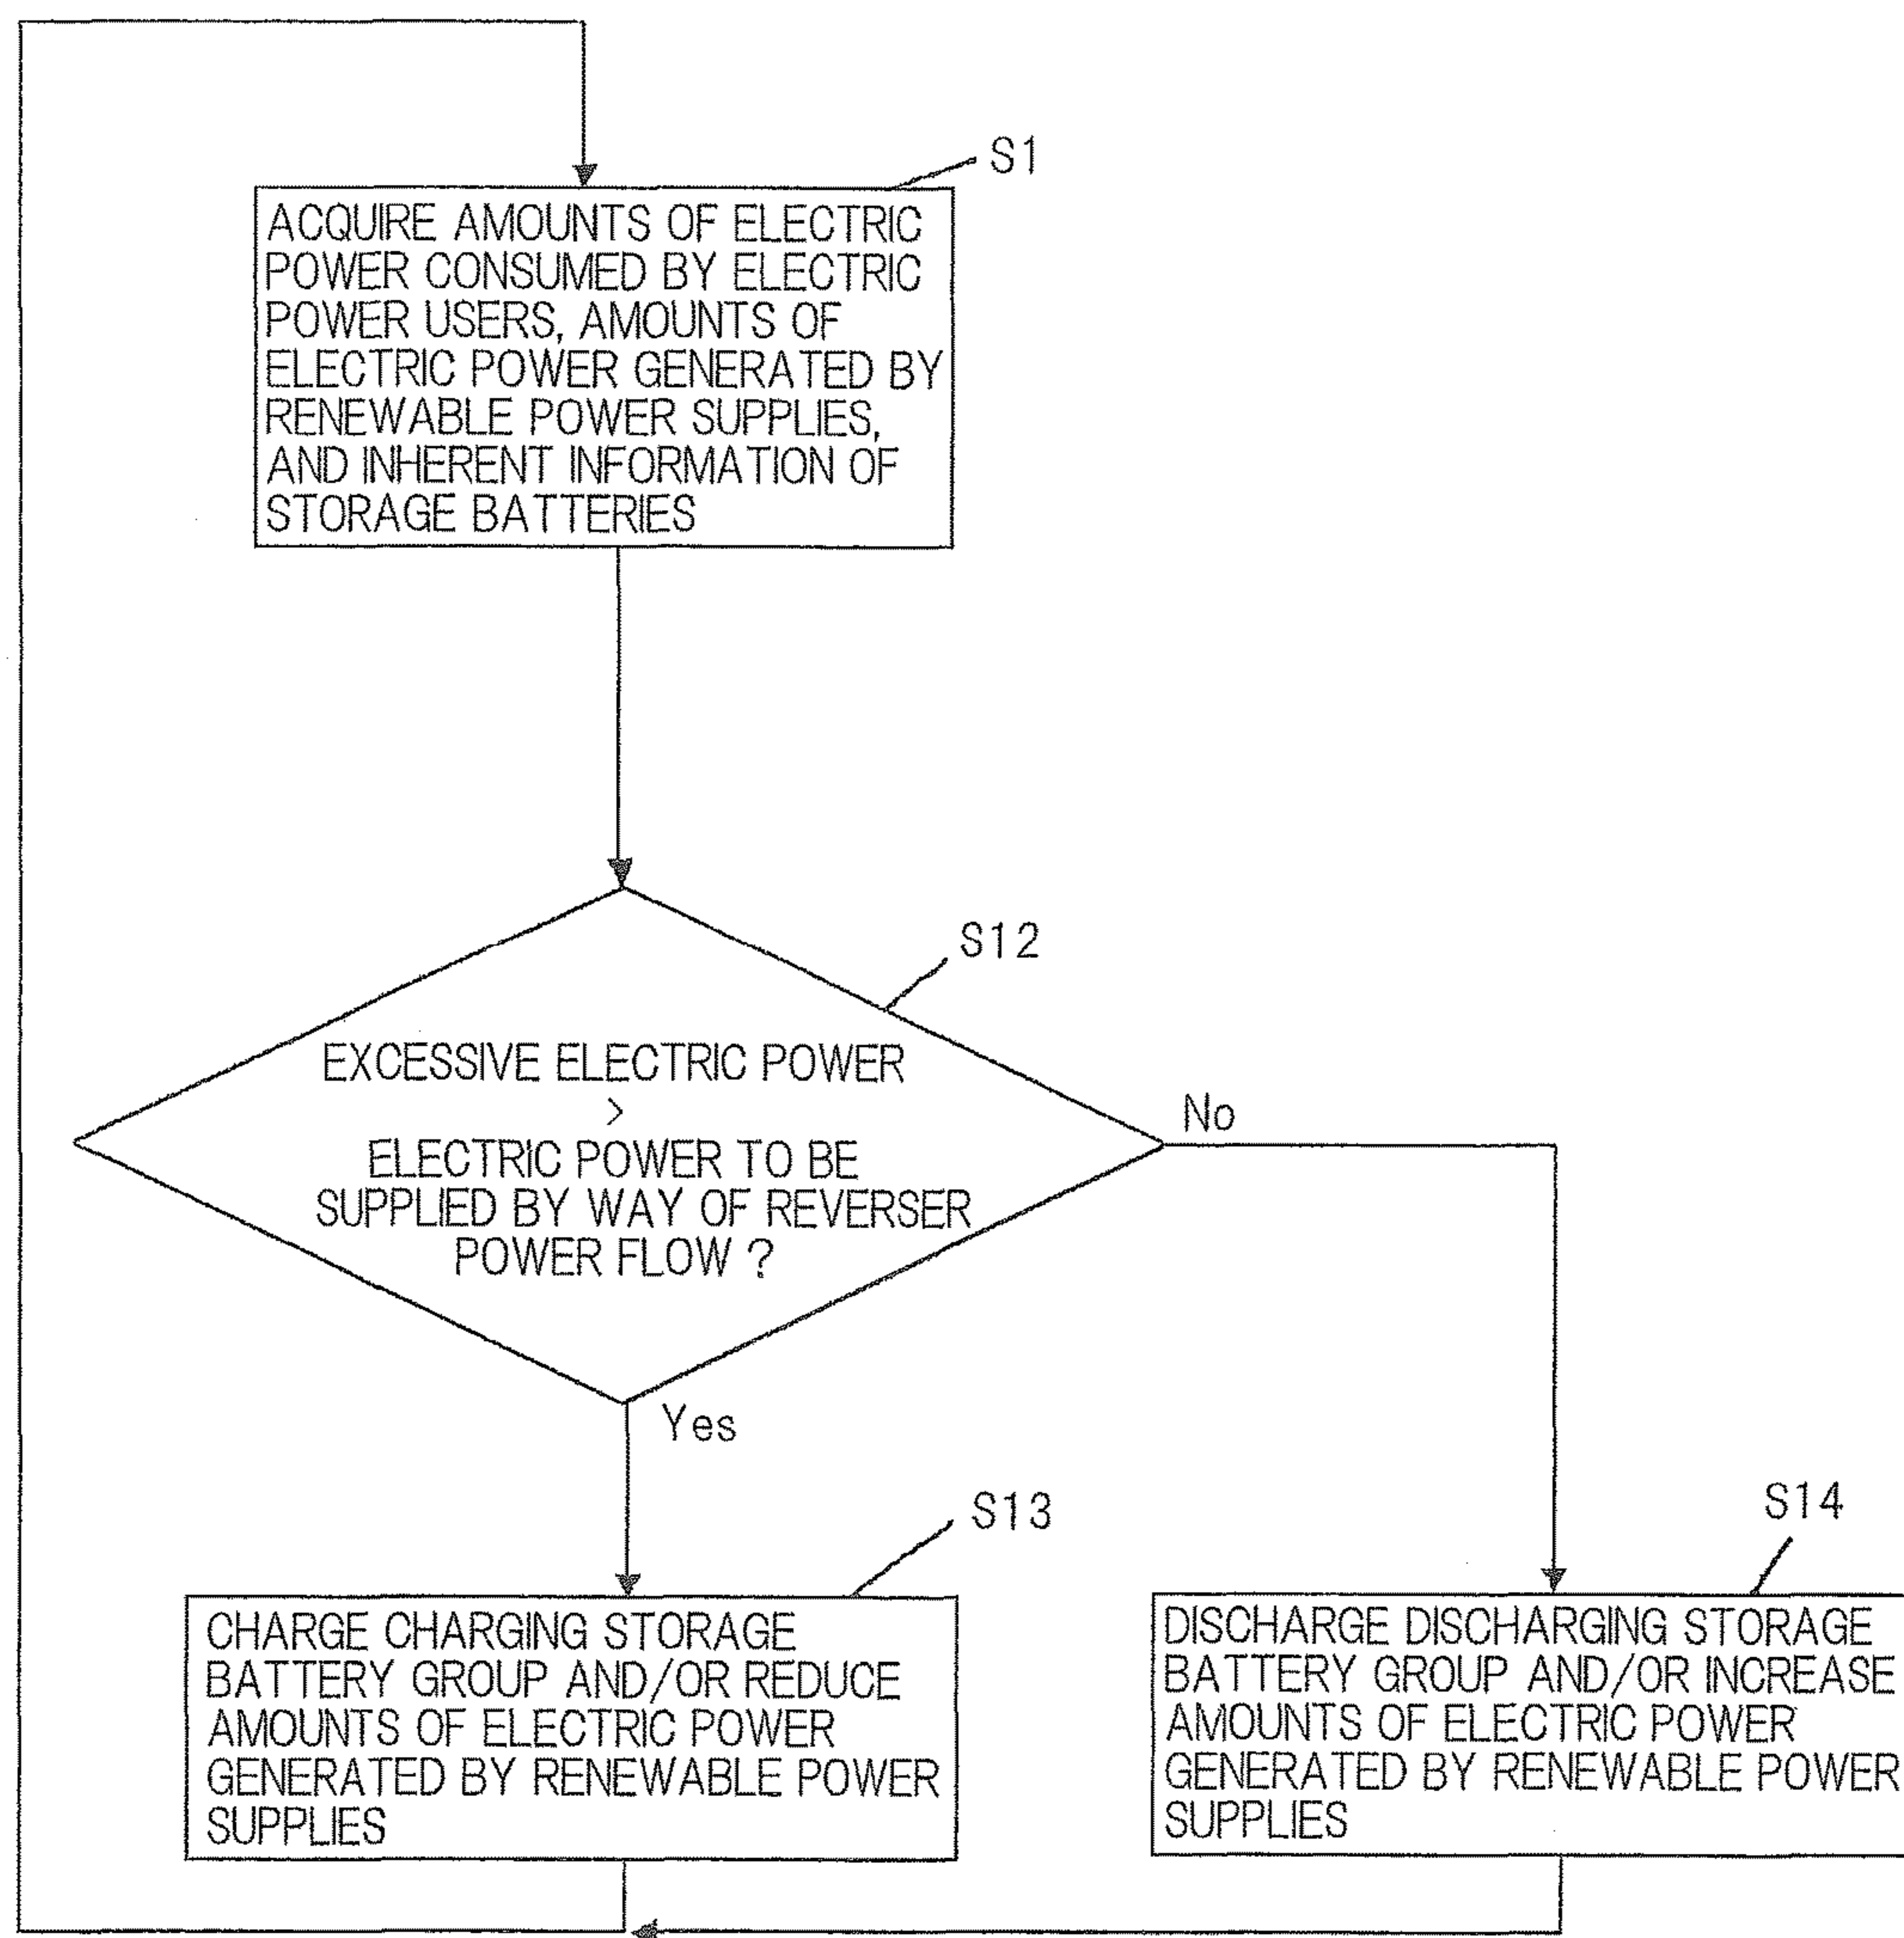 S1
ACQUIRE AMOUNTS OF ELECTRIC
POWER CONSUMED BY ELECTRIC
POWER USERS, AMOUNTS OF
ELECTRIC POWER GENERATED BY
RENEWABLE POWER SUPPLIES,
AND INHERENT INFORMATION OF
STORAGE BATTERIES
S12
EXCESSIVE ELECTRIC POWER
>
ELECTRIC POWER TO BE
SUPPLIED BY WAY OF REVERSER
POWER FLOW ?
No
Yes
S13
CHARGE CHARGING STORAGE
BATTERY GROUP AND/OR REDUCE
AMOUNTS OF ELECTRIC POWER
GENERATED BY RENEWABLE POWER
SUPPLIES
S14
DISCHARGE DISCHARGING STORAGE
BATTERY GROUP AND/OR INCREASE
AMOUNTS OF ELECTRIC POWER
GENERATED BY RENEWABLE POWER
SUPPLIES